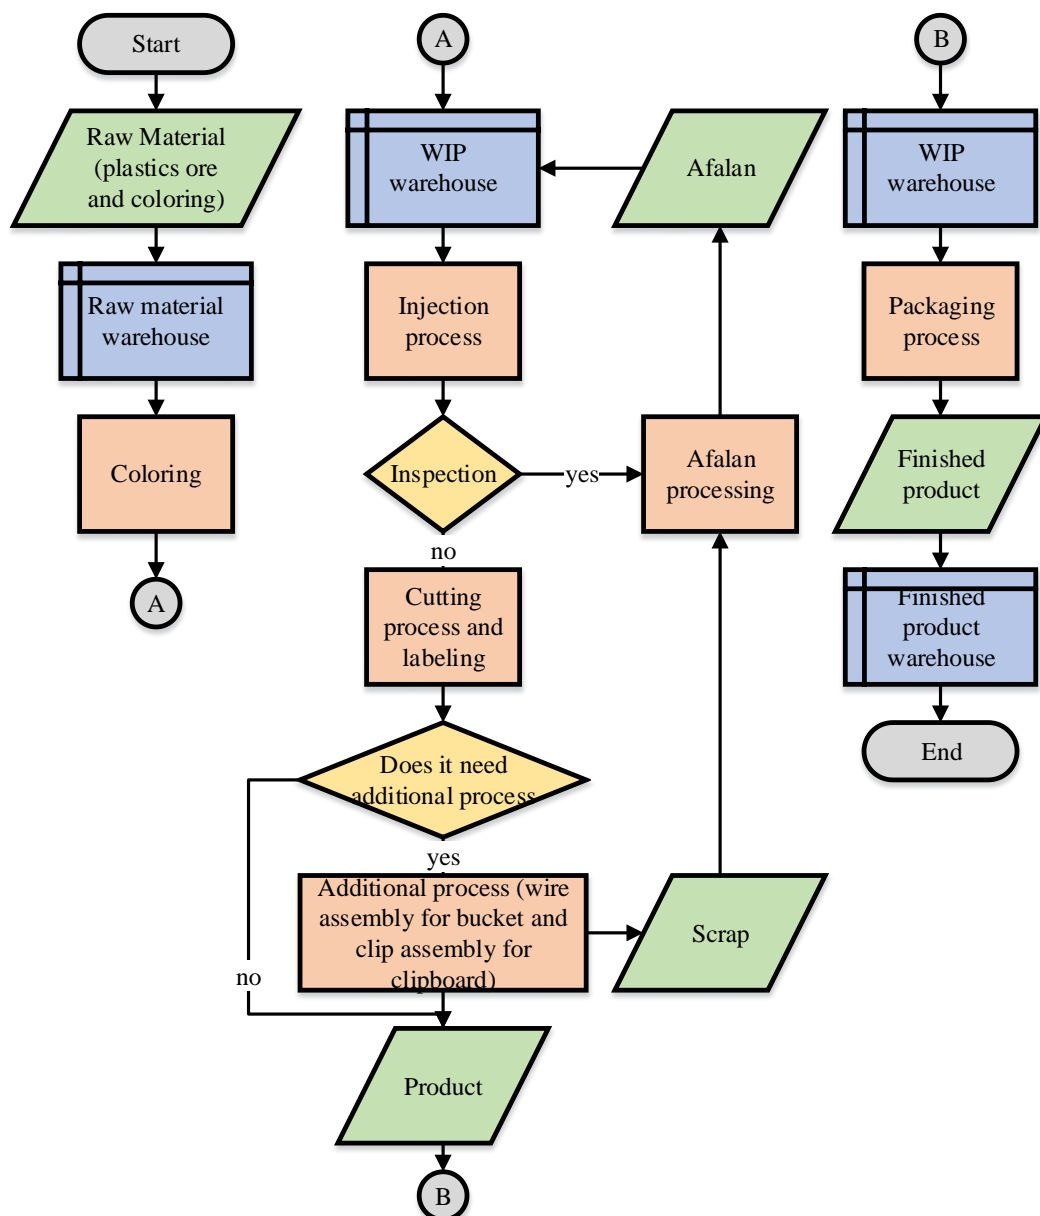 Start
Raw Material
(plastics ore
and coloring)
Raw material
warehouse
Coloring
A
A
WIP
warehouse
Injection
process
Inspection
yes
no
Cutting
process and
labeling
Does it need
additional process
yes
no
Additional process (wire
assembly for bucket and
clip assembly for
clipboard)
Product
B
Afalan
Afalan
processing
Scrap
B
WIP
warehouse
Packaging
process
Finished
product
Finished
product
warehouse
End